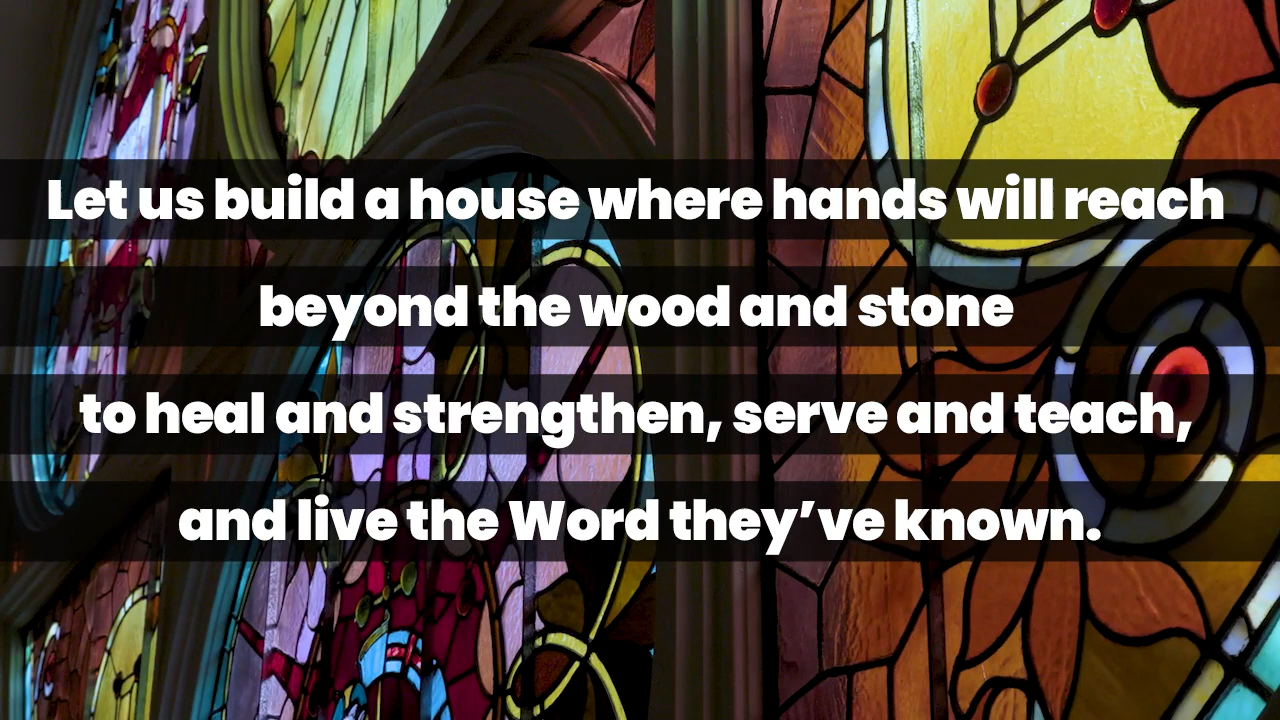 Let us build a house where hands will reach
beyond the wood and stone
to heal and strengthen, serve and teach,
and live the Word they’ve known.